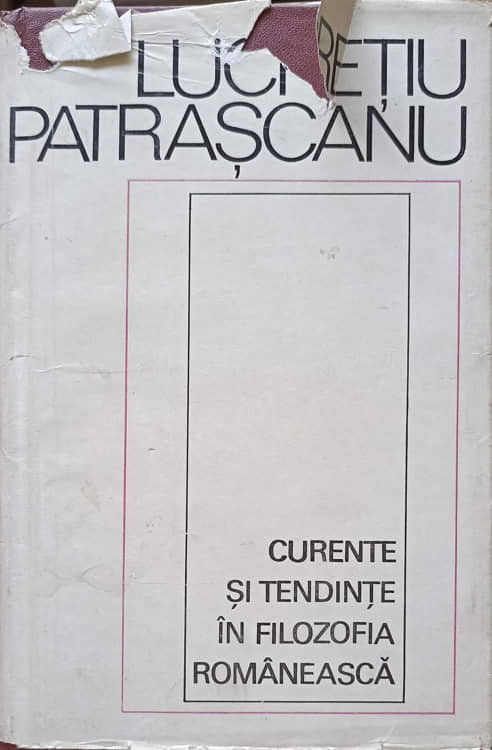 LUCREȚIU
PATRAȘCANU
CURENTE
ȘI TENDINȚE
ÎN FILOZOFIA
ROMÂNEASCĂ